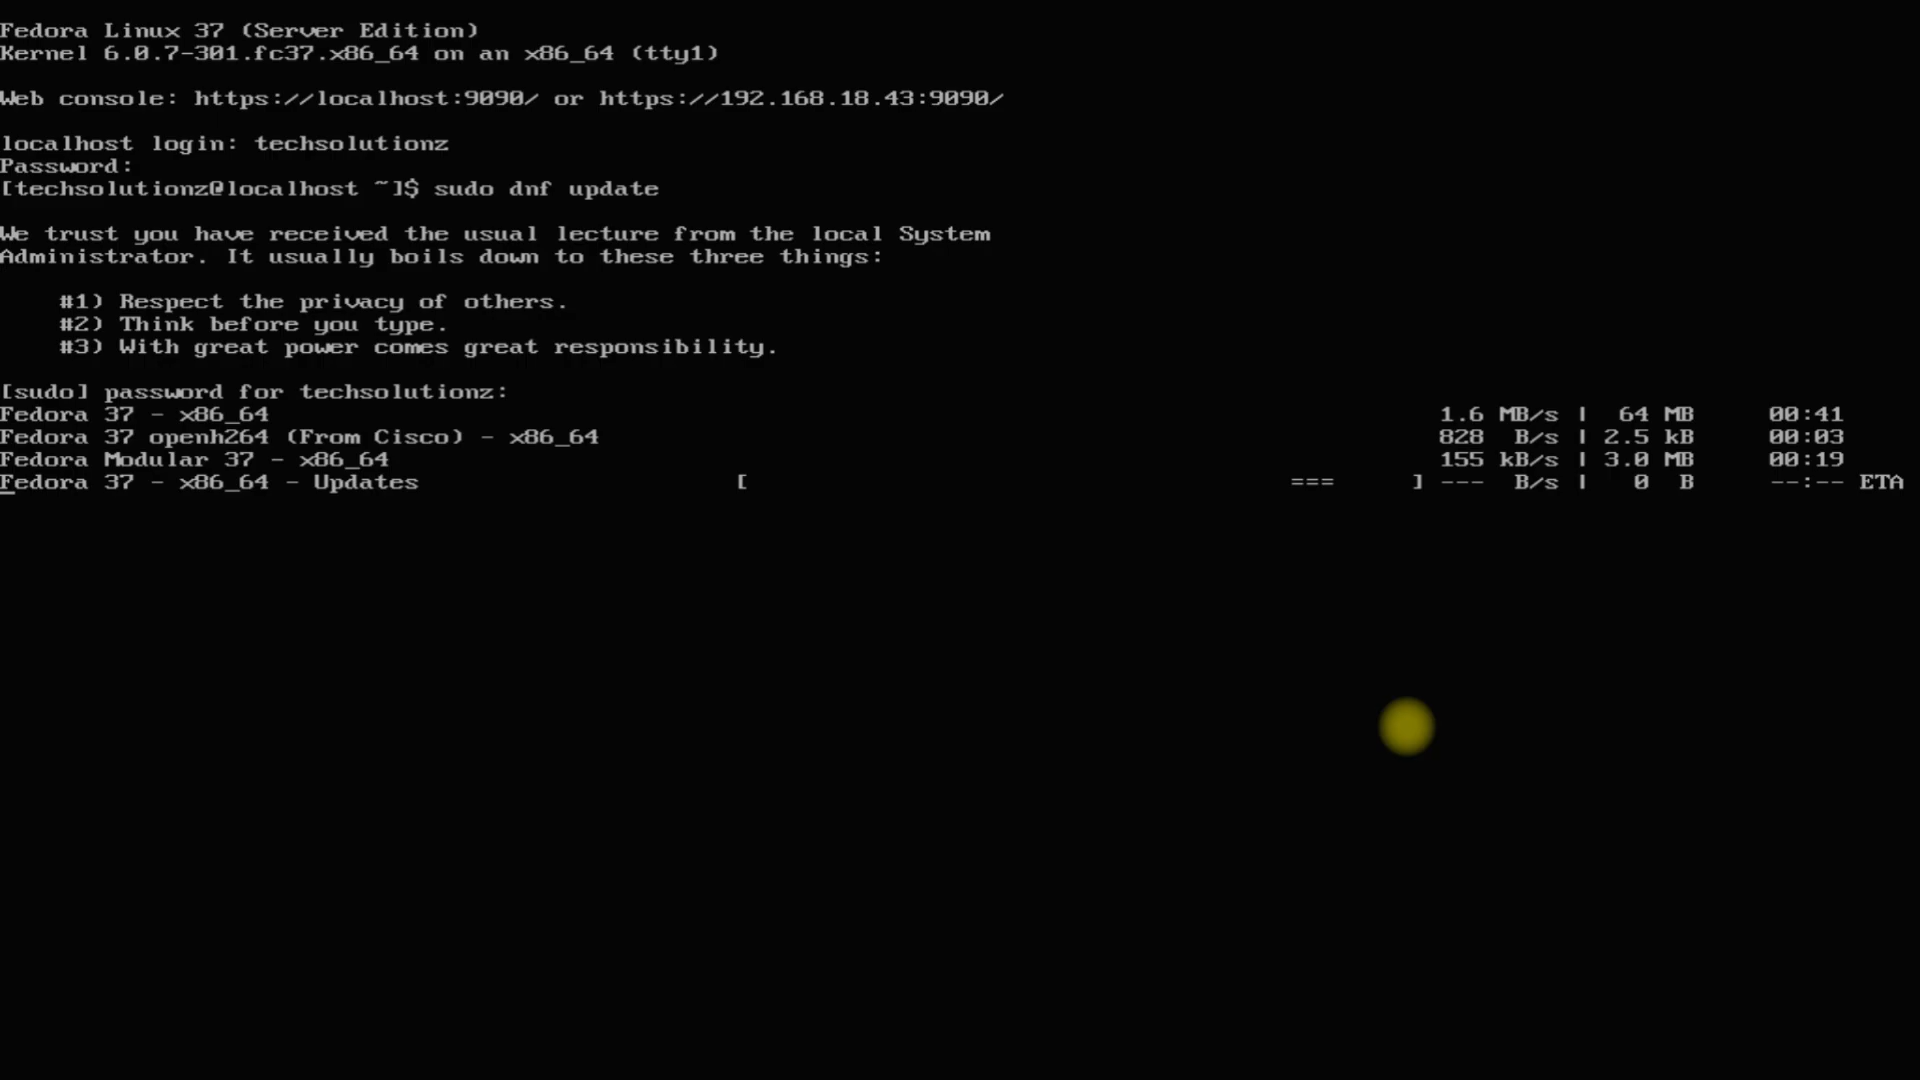 Fedora Linux 37 (Server Edition)
Kernel 6.0.7-301.fc37.x86_64 on an x86_64 (tty1)
Web console: https://localhost:9090/ or https://192.168.18.43:9090/
localhost login: techsolutionz
Password:
[techsolutionz@localhost ~]$ sudo dnf update
We trust you have received the usual lecture from the local System
Administrator. It usually boils down to these three things:
#1) Respect the privacy of others.
#2) Think before you type.
#3) With great power comes great responsibility.
[sudo] password for techsolutionz:
Fedora 37 - x86_64 1.6 MB/s | 64 MB 00:41
Fedora 37 openh264 (From Cisco) - x86_64 828 B/s | 2.5 kB 00:03
Fedora Modular 37 - x86_64 155 kB/s | 3.0 MB 00:19
Fedora 37 - x86_64 - Updates [ === ] --- B/s | 0 B --:-- ETA